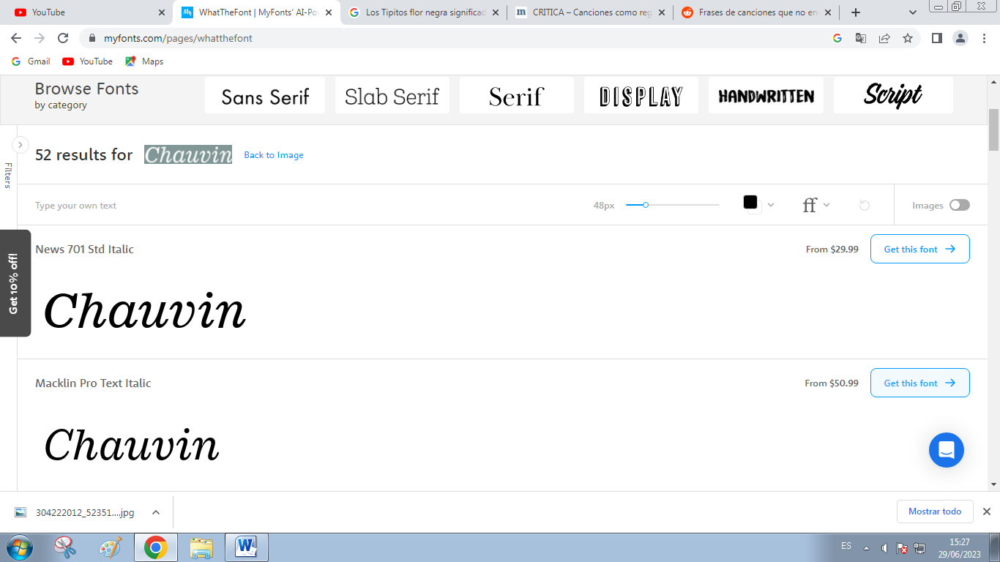 YouTube
WhatTheFont | MyFonts' AI-Po
Los Tipitos flor negra significad
CRITICA – Canciones como reg
Frases de canciones que no en
myfonts.com/pages/whatthefont
Gmail YouTube Maps
Browse Fonts
by category
Sans Serif Slab Serif Serif DISPLAY HANDWRITTEN Script
52 results for Chauvin Back to Image
Filters
Type your own text 48px ff Images
Get 10% off!
News 701 Std Italic From $29.99 Get this font →
Chauvin
Macklin Pro Text Italic From $50.99 Get this font →
Chauvin
304222012_52351....jpg Mostrar todo
ES 15:27
29/06/2023